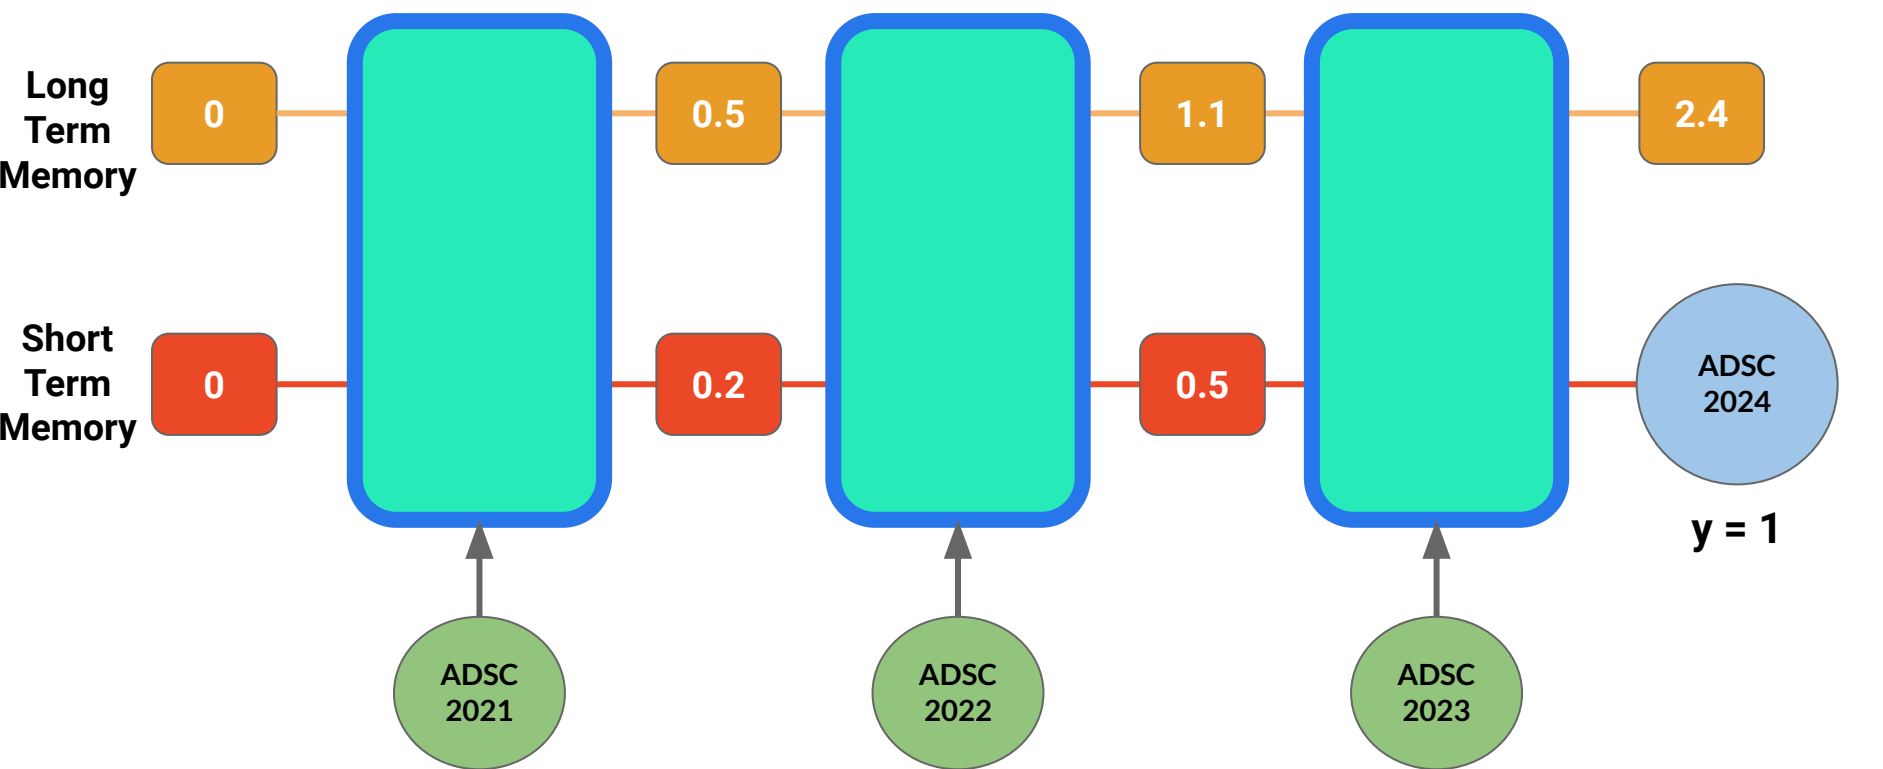 Long
Term
Memory
0
0.5
1.1
2.4
Short
Term
Memory
0
0.2
0.5
ADSC
2024
y = 1
ADSC
2021
ADSC
2022
ADSC
2023